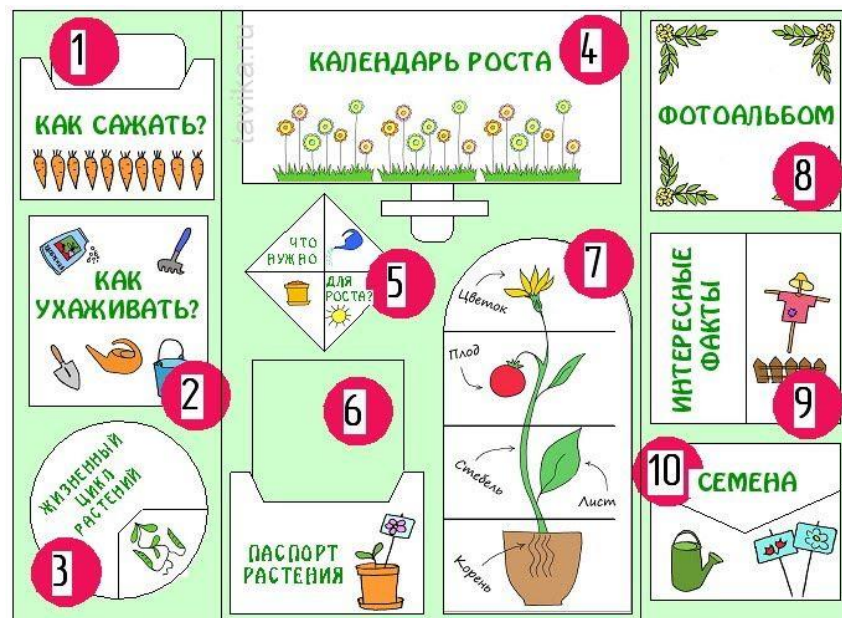 1
КАК САЖАТЬ?
КАК
УХАЖИВАТЬ?
2
ЖИЗНЕННЫЙ
ЦИКЛ
РАСТЕНИЙ
3
tavika.ru
КАЛЕНДАРЬ РОСТА
4
ЧТО
НУЖНО
ДЛЯ
РОСТА?
5
6
ПАСПОРТ
РАСТЕНИЯ
7
Цветок
Плод
Стебель
Лист
Корень
ФОТОАЛЬБОМ
8
ИНТЕРЕСНЫЕ
ФАКТЫ
9
10
СЕМЕНА